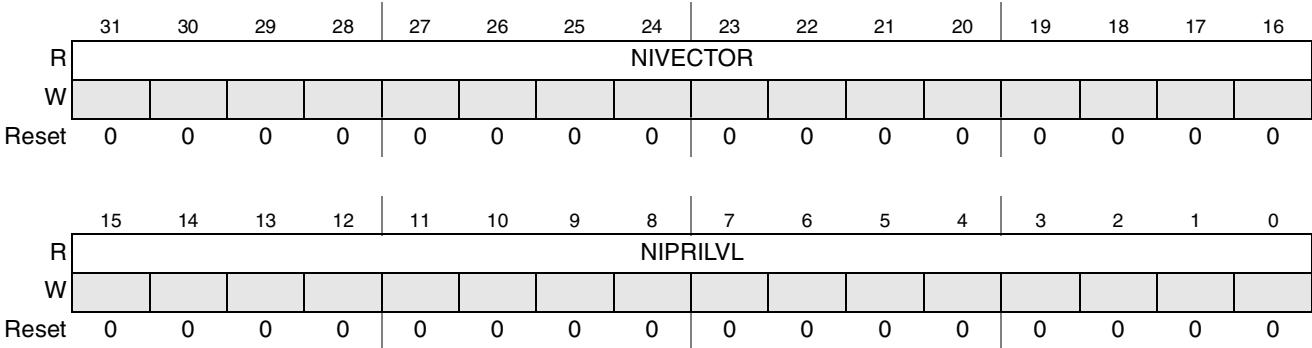 31 30 29 28 27 26 25 24 23 22 21 20 19 18 17 16
R NIVECTOR
W
Reset 0 0 0 0 0 0 0 0 0 0 0 0 0 0 0 0
15 14 13 12 11 10 9 8 7 6 5 4 3 2 1 0
R NIPRILVL
W
Reset 0 0 0 0 0 0 0 0 0 0 0 0 0 0 0 0